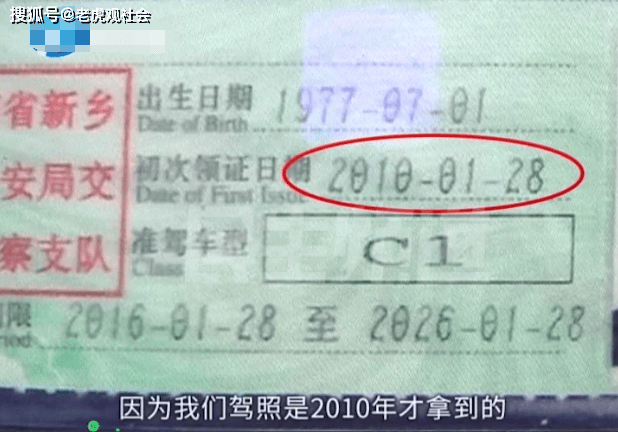 搜狐号@老虎观社会
省新乡
安局交
察支队
出生日期 1977-07-01
Date of Birth
初次领证日期 2010-01-28
Date of First Issue
准驾车型 C1
Class
限 2016-01-28 至 2026-01-28
因为我们驾照是2010年才拿到的